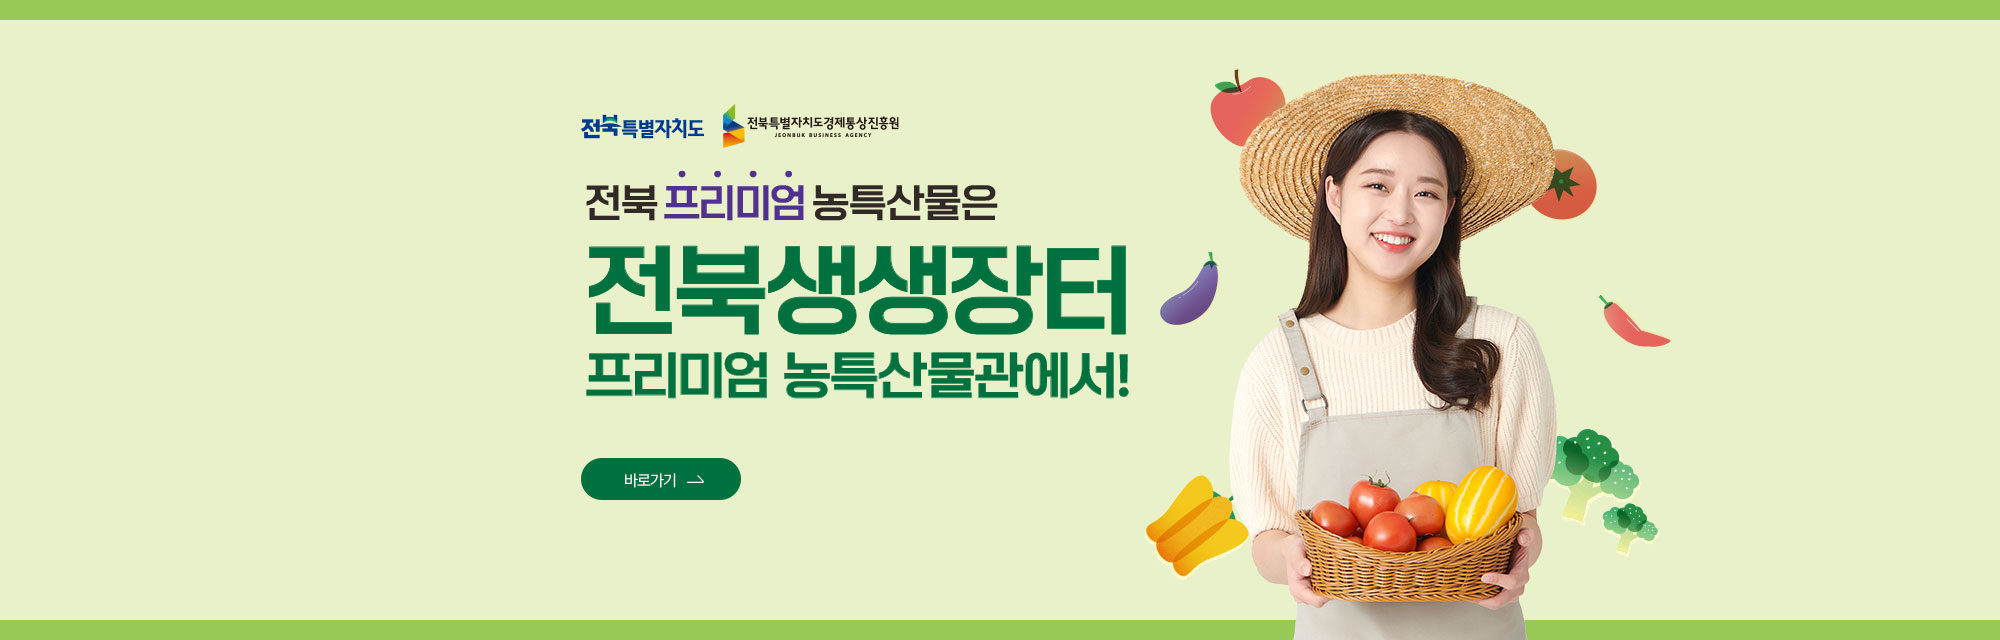 전북특별자치도
전북특별자치도경제통상진흥원
JEONBUK BUSINESS AGENCY
전북 프리미엄 농특산물은
전북생생장터
프리미엄 농특산물관에서!
바로가기 →